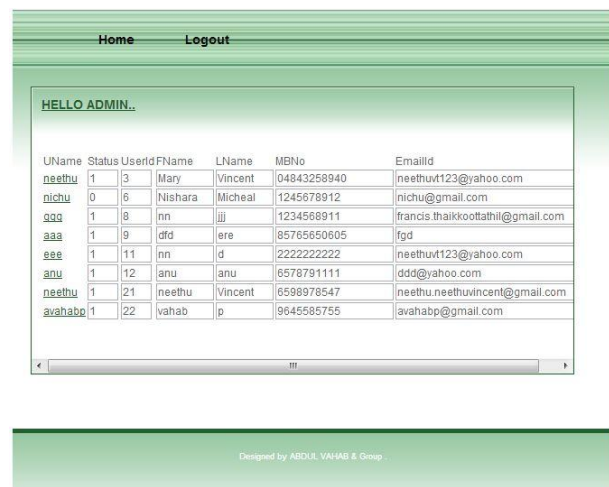 Home Logout
HELLO ADMIN..
UName Status UserId FName LName MBNo EmailId
neethu 1 3 Mary Vincent 04843258940 neethuvt123@yahoo.com
nichu 0 6 Nishara Micheal 1245678912 nichu@gmail.com
qqq 1 8 nn jjj 1234568911 francis.thaikkoottathil@gmail.com
aaa 1 9 dfd ere 85765650605 fgd
eee 1 11 nn d 2222222222 neethuvt123@yahoo.com
anu 1 12 anu anu 6578791111 ddd@yahoo.com
neethu 1 21 neethu Vincent 6598978547 neethu.neethuvincent@gmail.com
avahabp 1 22 vahab p 9645585755 avahabp@gmail.com
Designed by ABDUL VAHAB & Group .